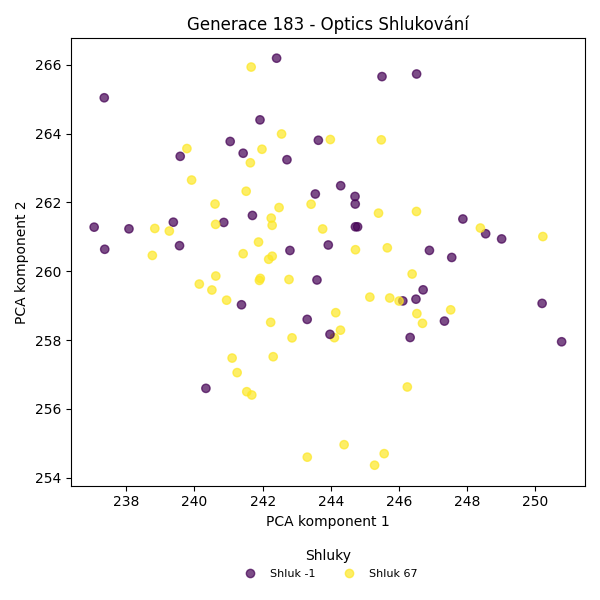 Generace 183 - Optics Shlukování
PCA komponent 2
266
264
262
260
258
256
254
238 240 242 244 246 248 250
PCA komponent 1
Shluky
Shluk -1 Shluk 67